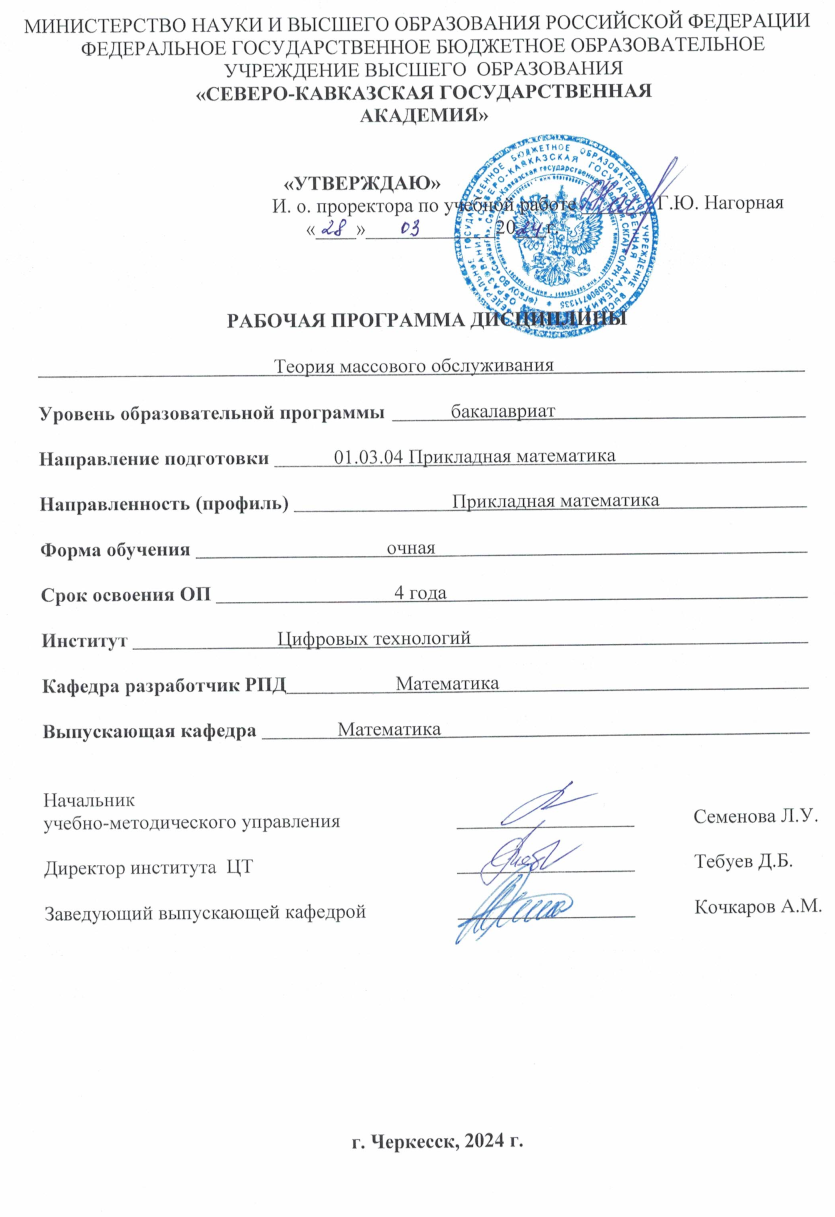 МИНИСТЕРСТВО НАУКИ И ВЫСШЕГО ОБРАЗОВАНИЯ РОССИЙСКОЙ ФЕДЕРАЦИИ
ФЕДЕРАЛЬНОЕ ГОСУДАРСТВЕННОЕ БЮДЖЕТНОЕ ОБРАЗОВАТЕЛЬНОЕ
УЧРЕЖДЕНИЕ ВЫСШЕГО ОБРАЗОВАНИЯ
«СЕВЕРО-КАВКАЗСКАЯ ГОСУДАРСТВЕННАЯ
АКАДЕМИЯ»
«УТВЕРЖДАЮ»
И. о. проректора по учебной работе Г.Ю. Нагорная
«28» 03 2024 г.
РАБОЧАЯ ПРОГРАММА ДИСЦИПЛИНЫ
Теория массового обслуживания
Уровень образовательной программы бакалавриат
Направление подготовки 01.03.04 Прикладная математика
Направленность (профиль) Прикладная математика
Форма обучения очная
Срок освоения ОП 4 года
Институт Цифровых технологий
Кафедра разработчик РПД Математика
Выпускающая кафедра Математика
Начальник
учебно-методического управления Семенова Л.У.
Директор института ЦТ Тебуев Д.Б.
Заведующий выпускающей кафедрой Кочкаров А.М.
г. Черкесск, 2024 г.